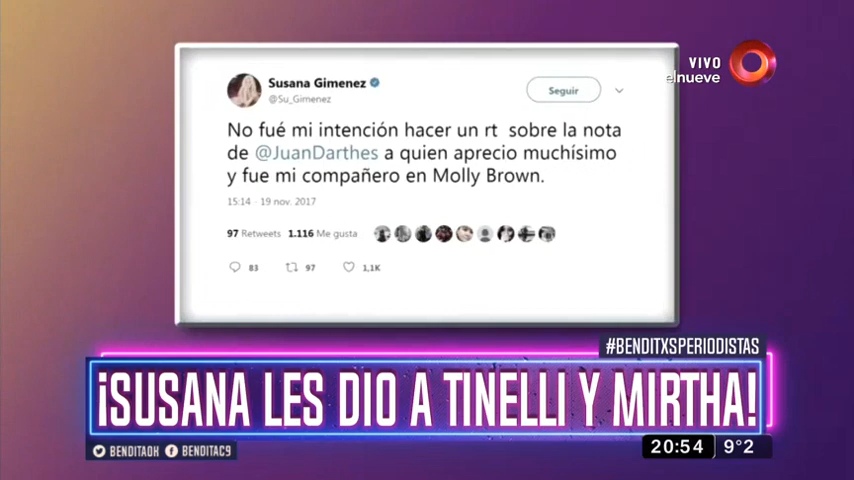 VIVO
elnueve
Susana Gimenez
@Su_Gimenez
Seguir
No fué mi intención hacer un rt sobre la nota
de @JuanDarthes a quien aprecio muchísimo
y fue mi compañero en Molly Brown.
15:14 - 19 nov. 2017
97 Retweets 1.116 Me gusta
83 97 1,1K
#BENDITXSPERIODISTAS
¡SUSANA LES DIO A TINELLI Y MIRTHA!
BENDITAOK BENDITAC9
20:54 9°2